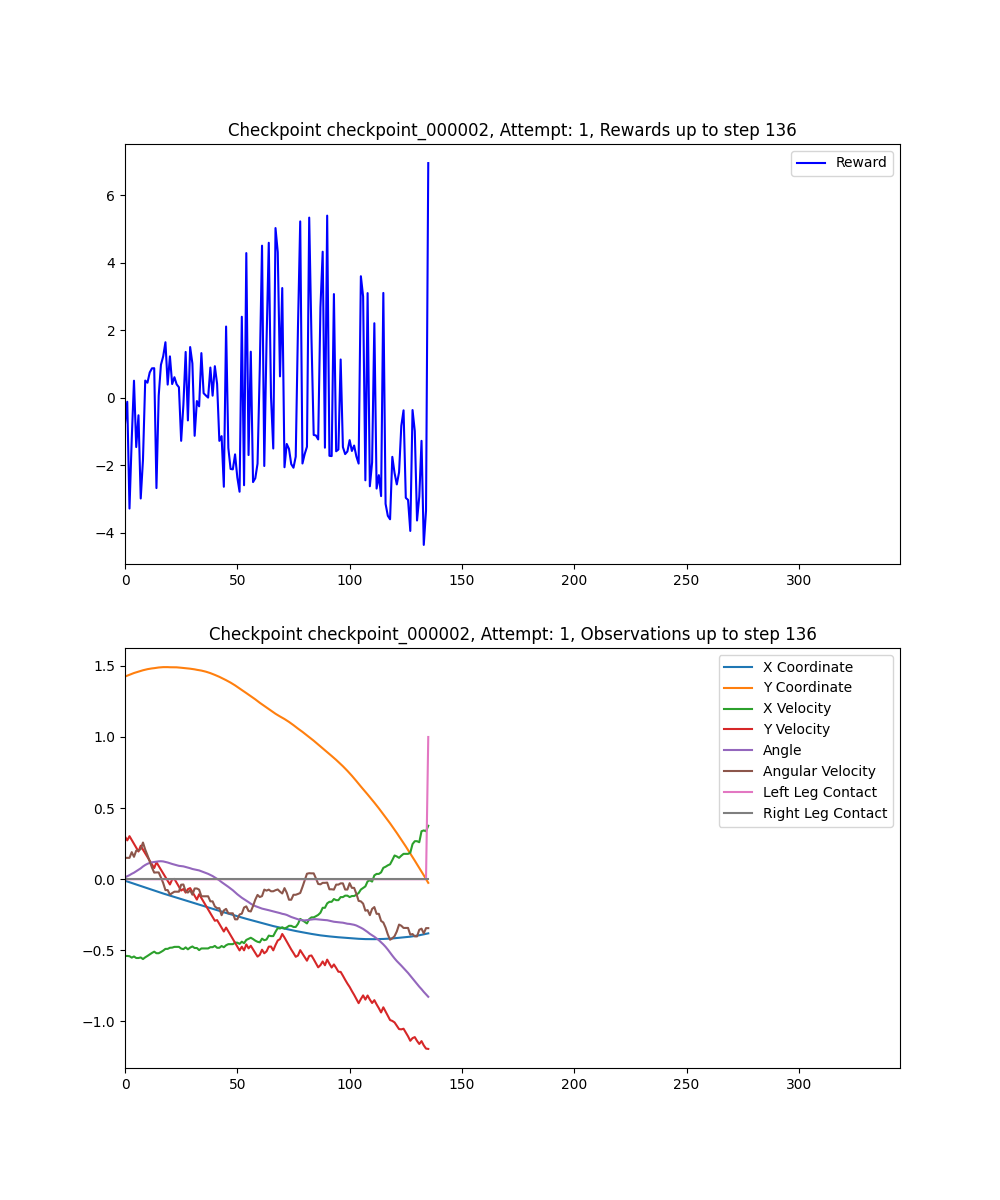 Checkpoint checkpoint_000002, Attempt: 1, Rewards up to step 136
Reward
6
4
2
0
−2
−4
0 50 100 150 200 250 300
Checkpoint checkpoint_000002, Attempt: 1, Observations up to step 136
X Coordinate
Y Coordinate
X Velocity
Y Velocity
Angle
Angular Velocity
Left Leg Contact
Right Leg Contact
1.5
1.0
0.5
0.0
−0.5
−1.0
0 50 100 150 200 250 300